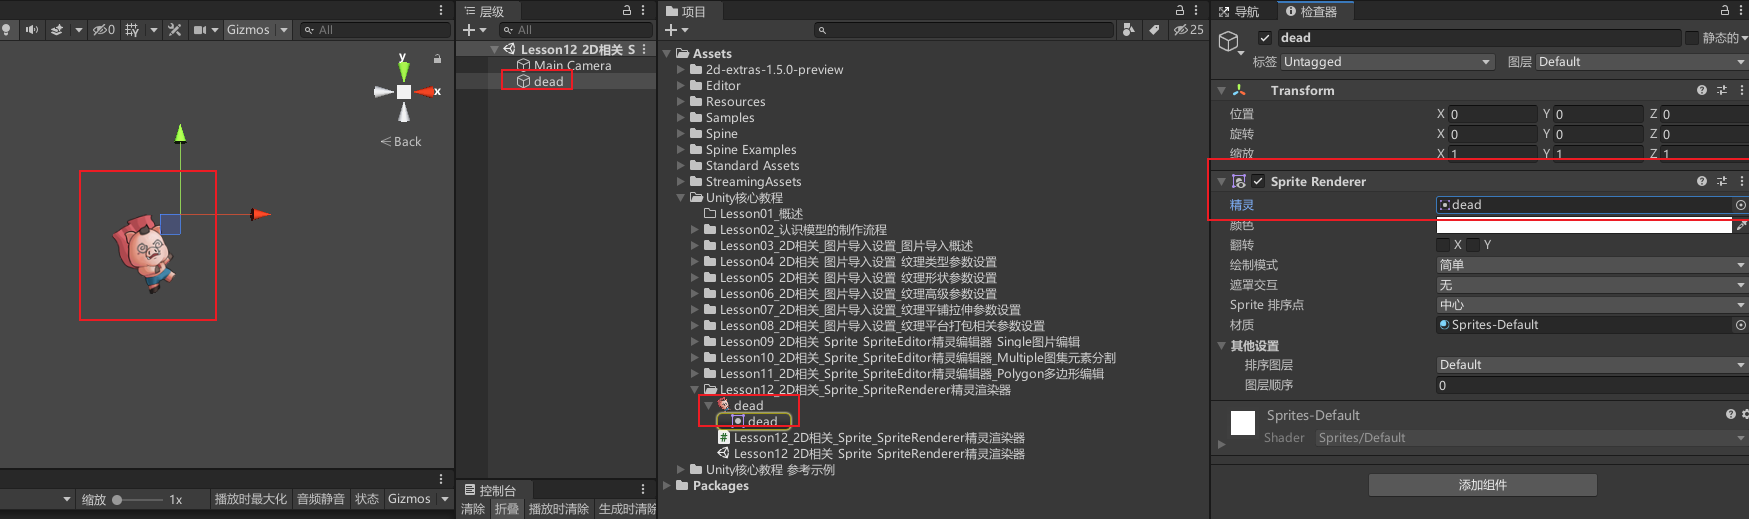 Gizmos
All
y
x
Back
缩放
1x
播放时最大化
音频静音
状态
Gizmos
层级
All
Lesson12_2D相关_S
Main Camera
dead
控制台
清除
折叠
播放时清除
生成时清除
项目
25
Assets
2d-extras-1.5.0-preview
Editor
Resources
Samples
Spine
Spine Examples
Standard Assets
StreamingAssets
Unity核心教程
Lesson01_概述
Lesson02_认识模型的制作流程
Lesson03_2D相关_图片导入设置_图片导入概述
Lesson04_2D相关_图片导入设置_纹理类型参数设置
Lesson05_2D相关_图片导入设置_纹理形状参数设置
Lesson06_2D相关_图片导入设置_纹理高级参数设置
Lesson07_2D相关_图片导入设置_纹理平铺拉伸参数设置
Lesson08_2D相关_图片导入设置_纹理平台打包相关参数设置
Lesson09_2D相关_Sprite_SpriteEditor精灵编辑器_Single图片编辑
Lesson10_2D相关_Sprite_SpriteEditor精灵编辑器_Multiple图集元素分割
Lesson11_2D相关_Sprite_SpriteEditor精灵编辑器_Polygon多边形编辑
Lesson12_2D相关_Sprite_SpriteRenderer精灵渲染器
dead
dead
Lesson12_2D相关_Sprite_SpriteRenderer精灵渲染器
Lesson12_2D相关_Sprite_SpriteRenderer精灵渲染器
Unity核心教程_参考示例
Packages
导航
检查器
dead
静态的
标签 Untagged
图层 Default
Transform
位置 X 0 Y 0 Z 0
旋转 X 0 Y 0 Z 0
缩放 X 1 Y 1 Z 1
Sprite Renderer
精灵 dead
颜色
翻转 X Y
绘制模式 简单
遮罩交互 无
Sprite 排序点 中心
材质 Sprites-Default
其他设置
排序图层 Default
图层顺序 0
Sprites-Default
Shader Sprites/Default
添加组件